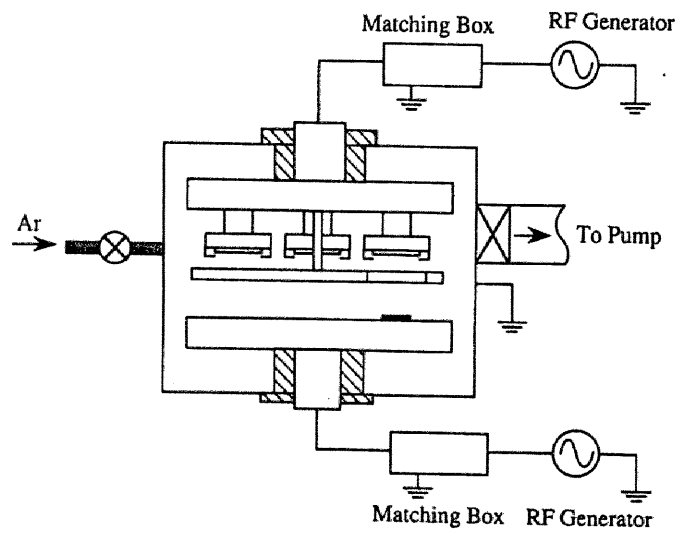 Matching Box
RF Generator
Ar
To Pump
Matching Box
RF Generator